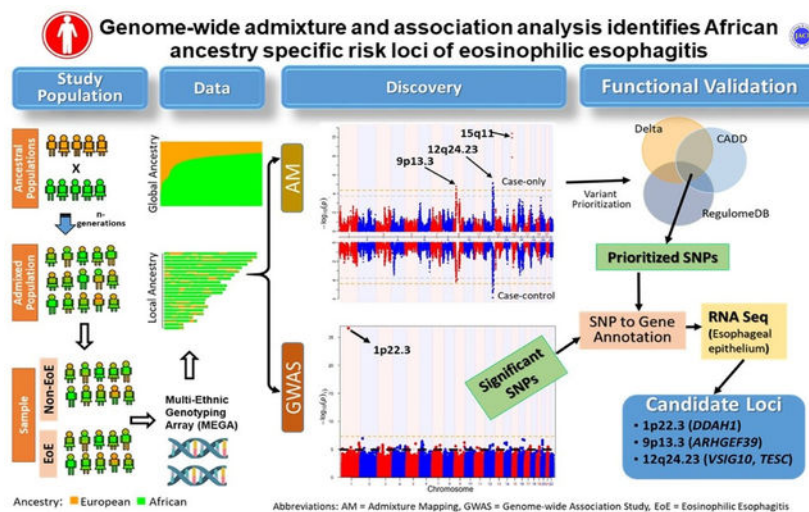 Genome-wide admixture and association analysis identifies African
ancestry specific risk loci of eosinophilic esophagitis
JACI
Study
Population
Data
Discovery
Functional Validation
Ancestral
Populations
X
n-
generations
Admixed
Population
Sample
Non-EoE
EoE
Global Ancestry
Local Ancestry
Multi-Ethnic
Genotyping
Array (MEGA)
AM
GWAS
15q11
12q24.23
9p13.3
Case-only
Case-control
1p22.3
Chromosome
Variant
Prioritization
Delta
CADD
RegulomeDB
Prioritized SNPs
Significant
SNPs
SNP to Gene
Annotation
RNA Seq
(Esophageal
epithelium)
Candidate Loci
• 1p22.3 (DDAH1)
• 9p13.3 (ARHGEF39)
• 12q24.23 (VSIG10, TESC)
Ancestry: European African
Abbreviations: AM = Admixture Mapping, GWAS = Genome-wide Association Study, EoE = Eosinophilic Esophagitis